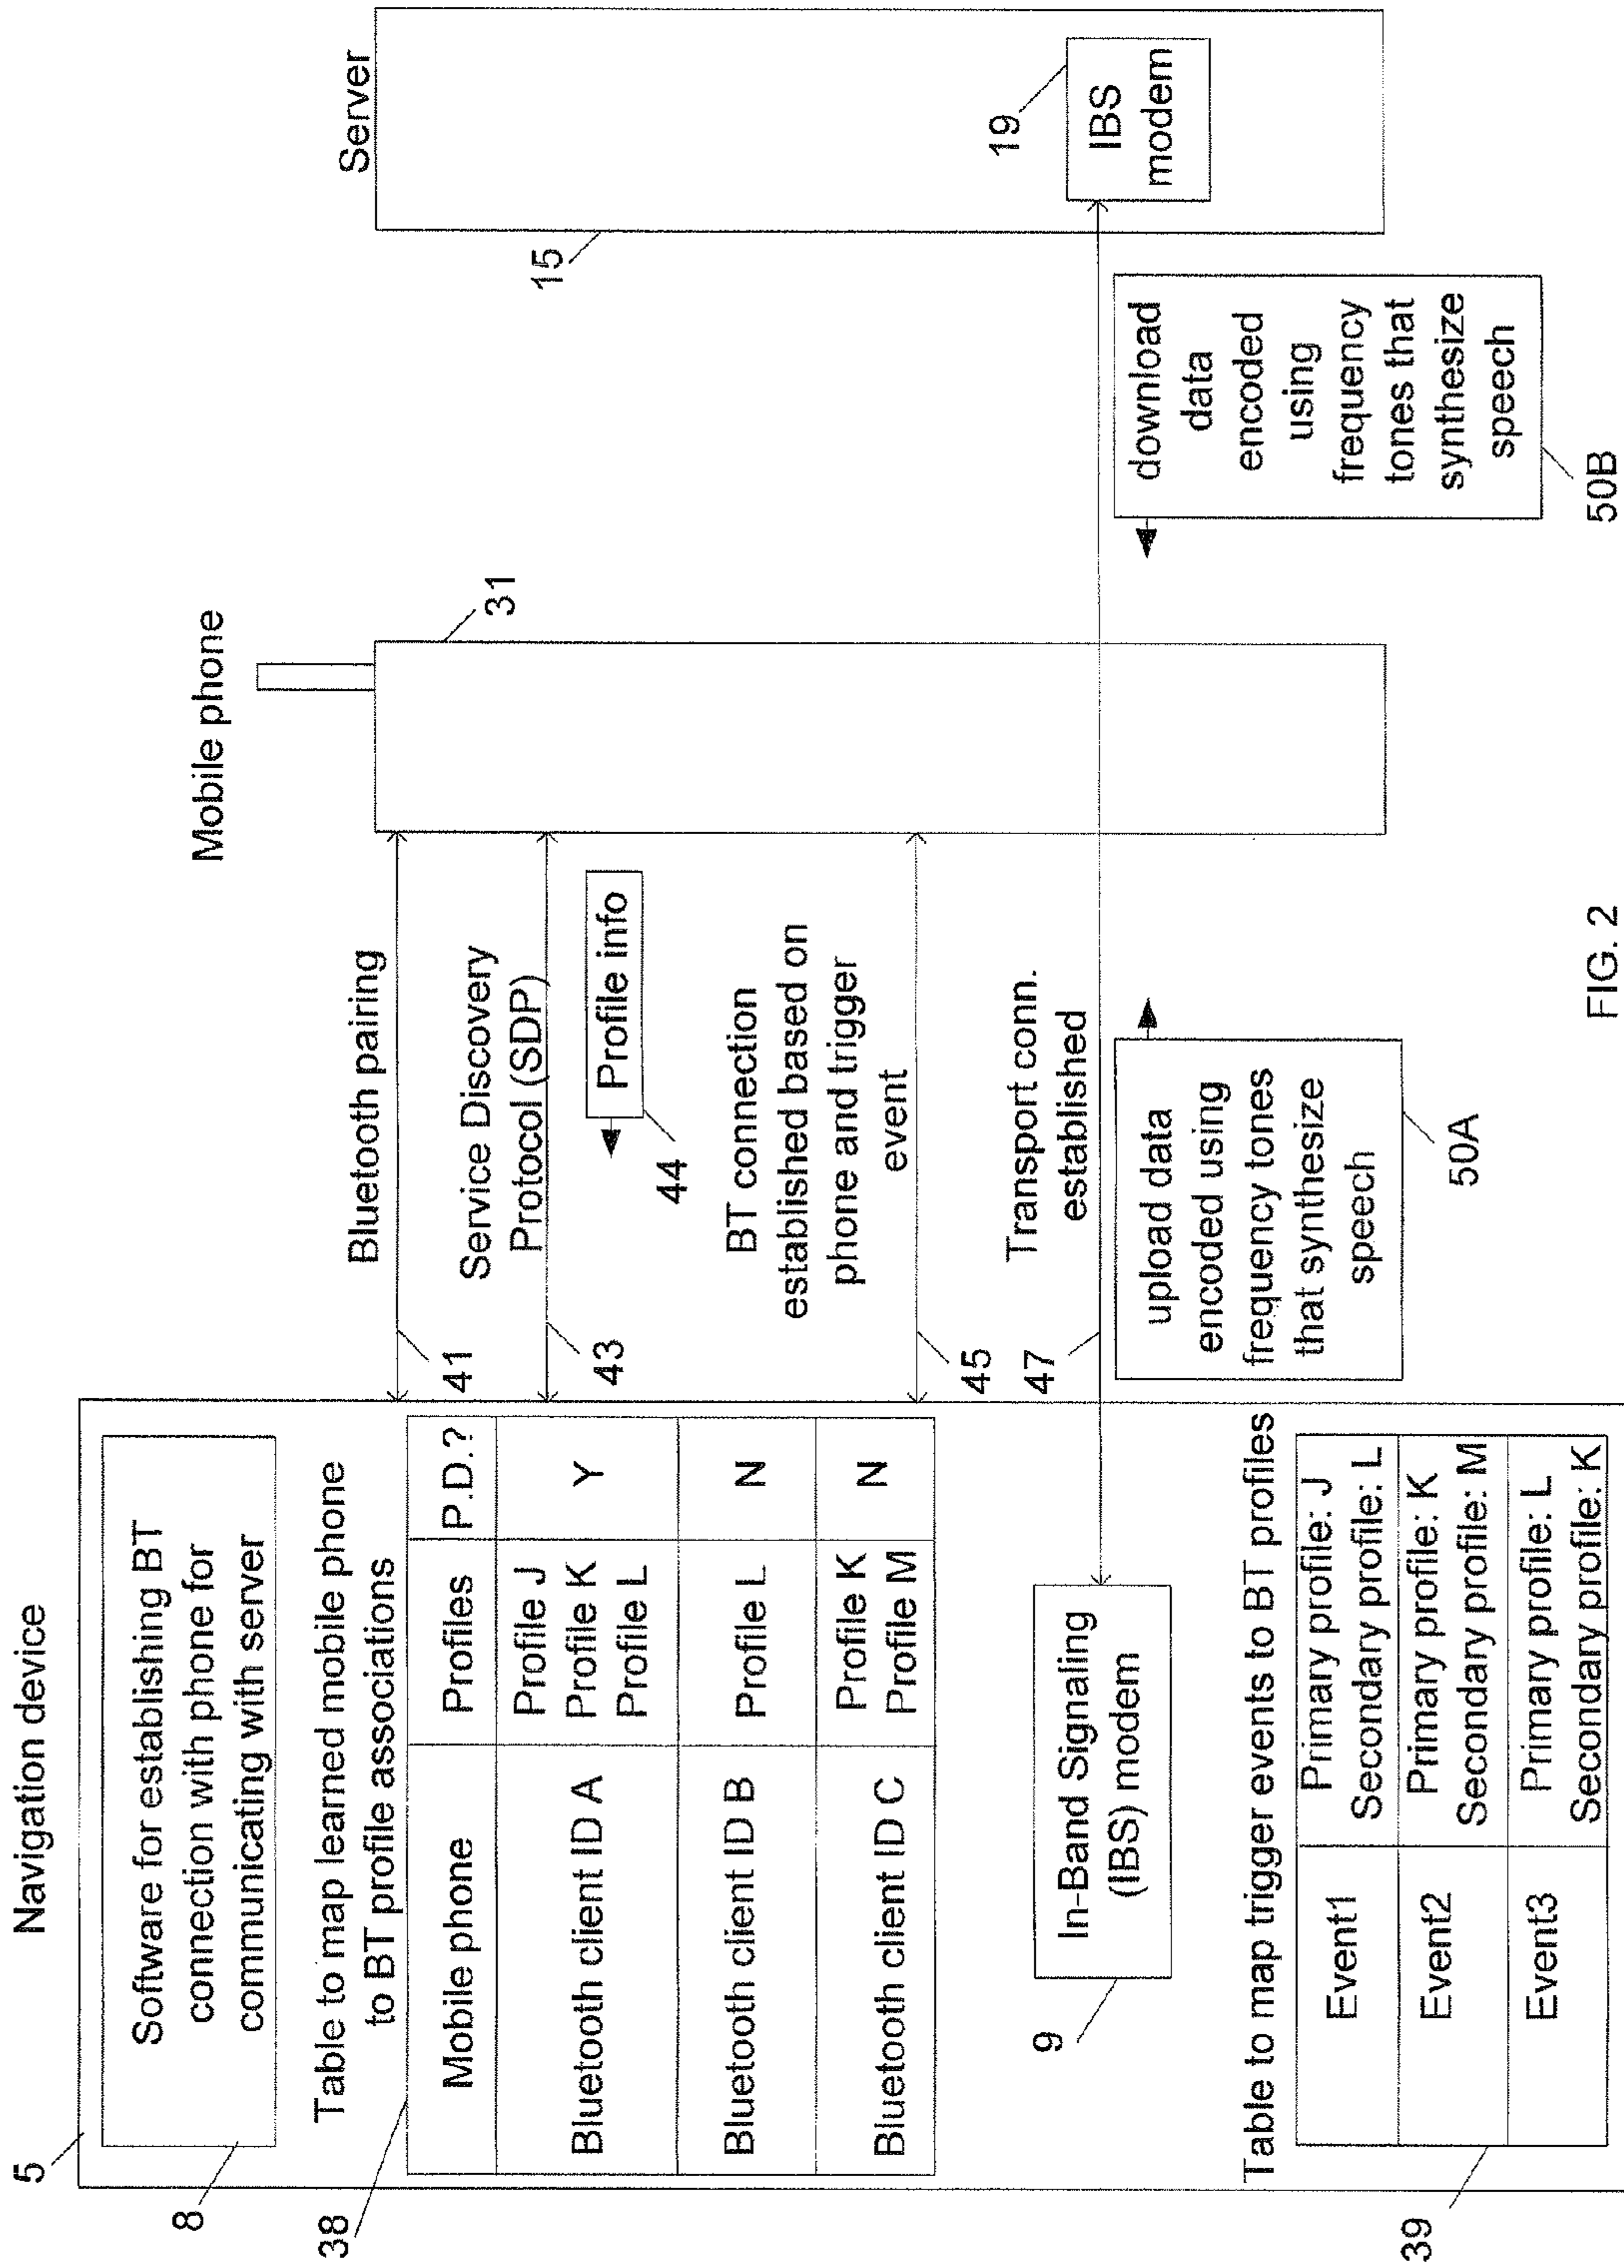 Navigation device
5
Software for establishing BT
connection with phone for
communicating with server
8
Table to map learned mobile phone
to BT profile associations
38
Mobile phone
Profiles
P.D.?
Bluetooth client ID A
Profile J
Profile K
Profile L
Y
Bluetooth client ID B
Profile L
N
Bluetooth client ID C
Profile K
Profile M
N
In-Band Signaling
(IBS) modem
9
Table to map trigger events to BT profiles
Event1
Primary profile: J
Secondary profile: L
Event2
Primary profile: K
Secondary profile: M
Event3
Primary profile: L
Secondary profile: K
39
Bluetooth pairing
41
Service Discovery
Protocol (SDP)
43
Profile info
44
BT connection
established based on
phone and trigger
event
45
Transport conn.
established
47
upload data
encoded using
frequency tones
that synthesize
speech
50A
Mobile phone
31
Server
15
19
IBS
modem
download
data
encoded
using
frequency
tones that
synthesize
speech
50B
FIG. 2